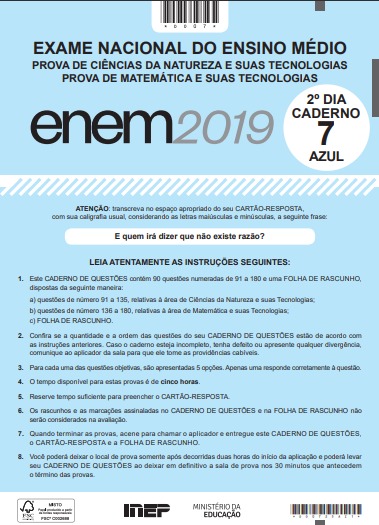 *0007*
EXAME NACIONAL DO ENSINO MÉDIO
PROVA DE CIÊNCIAS DA NATUREZA E SUAS TECNOLOGIAS
PROVA DE MATEMÁTICA E SUAS TECNOLOGIAS
enem2019
2º DIA
CADERNO
7
AZUL
ATENÇÃO: transcreva no espaço apropriado do seu CARTÃO-RESPOSTA,
com sua caligrafia usual, considerando as letras maiúsculas e minúsculas, a seguinte frase:
E quem irá dizer que não existe razão?
LEIA ATENTAMENTE AS INSTRUÇÕES SEGUINTES:
1. Este CADERNO DE QUESTÕES contém 90 questões numeradas de 91 a 180 e uma FOLHA DE RASCUNHO,
dispostas da seguinte maneira:
a) questões de número 91 a 135, relativas à área de Ciências da Natureza e suas Tecnologias;
b) questões de número 136 a 180, relativas à área de Matemática e suas Tecnologias;
c) FOLHA DE RASCUNHO.
2. Confira se a quantidade e a ordem das questões do seu CADERNO DE QUESTÕES estão de acordo
com as instruções anteriores. Caso o caderno esteja incompleto, tenha defeito ou apresente qualquer divergência,
comunique ao aplicador da sala para que ele tome as providências cabíveis.
3. Para cada uma das questões objetivas, são apresentadas 5 opções. Apenas uma responde corretamente à questão.
4. O tempo disponível para estas provas é de cinco horas.
5. Reserve tempo suficiente para preencher o CARTÃO-RESPOSTA.
6. Os rascunhos e as marcações assinaladas no CADERNO DE QUESTÕES e na FOLHA DE RASCUNHO não
serão considerados na avaliação.
7. Quando terminar as provas, acene para chamar o aplicador e entregue este CADERNO DE QUESTÕES,
o CARTÃO-RESPOSTA e a FOLHA DE RASCUNHO.
8. Você poderá deixar o local de prova somente após decorridas duas horas do início da aplicação e poderá levar
seu CADERNO DE QUESTÕES ao deixar em definitivo a sala de prova nos 30 minutos que antecedem
o término das provas.
FSC
MISTO
INEP
MINISTÉRIO DA
EDUCAÇÃO